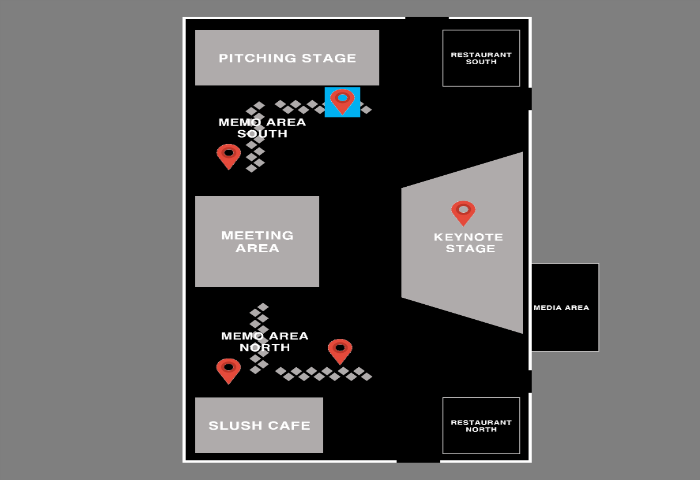 PITCHING STAGE
RESTAURANT
SOUTH
MEMO AREA
SOUTH
MEETING
AREA
KEYNOTE
STAGE
MEDIA AREA
MEMO AREA
NORTH
SLUSH CAFE
RESTAURANT
NORTH